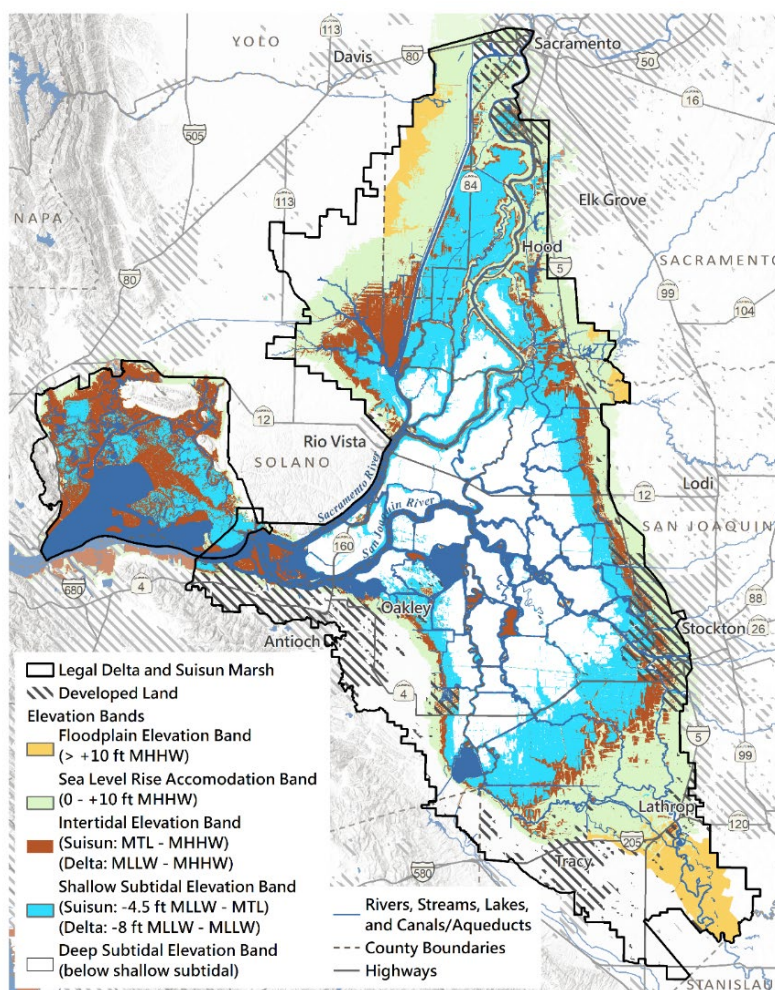 YOLO
113
Davis
80
Sacramento
50
16
505
84
113
NAPA
Elk Grove
Hood
5
SACRAMENTO
80
99
104
12
Rio Vista
SOLANO
Sacramento River
Lodi
12
SAN JOAQUIN
San Joaquin River
160
680
4
88
Oakley
26
Stockton
Antioch
4
5
99
Lathrop
120
205
Tracy
580
STANISLAU
Legal Delta and Suisun Marsh
Developed Land
Elevation Bands
Floodplain Elevation Band
(> +10 ft MHHW)
Sea Level Rise Accomodation Band
(0 - +10 ft MHHW)
Intertidal Elevation Band
(Suisun: MTL - MHHW)
(Delta: MLLW - MHHW)
Shallow Subtidal Elevation Band
(Suisun: -4.5 ft MLLW - MTL)
(Delta: -8 ft MLLW - MLLW)
Deep Subtidal Elevation Band
(below shallow subtidal)
Rivers, Streams, Lakes,
and Canals/Aqueducts
County Boundaries
Highways